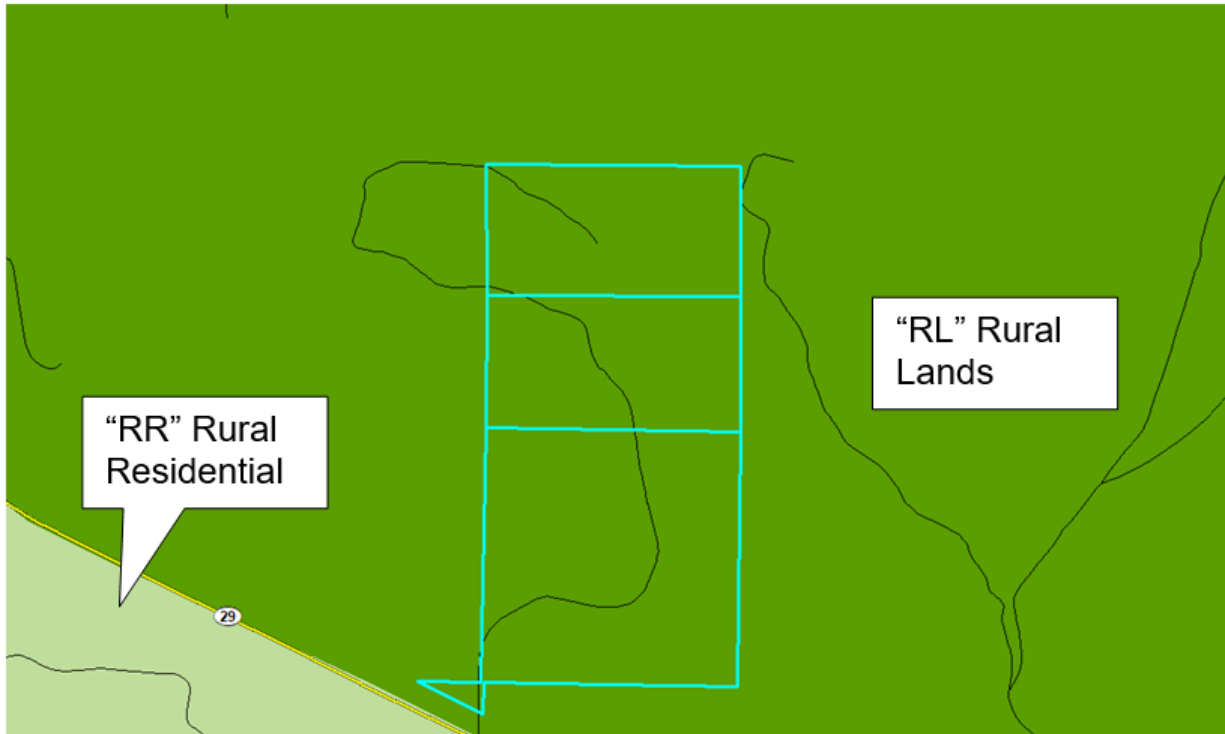 “RL” Rural
Lands
“RR” Rural
Residential
29